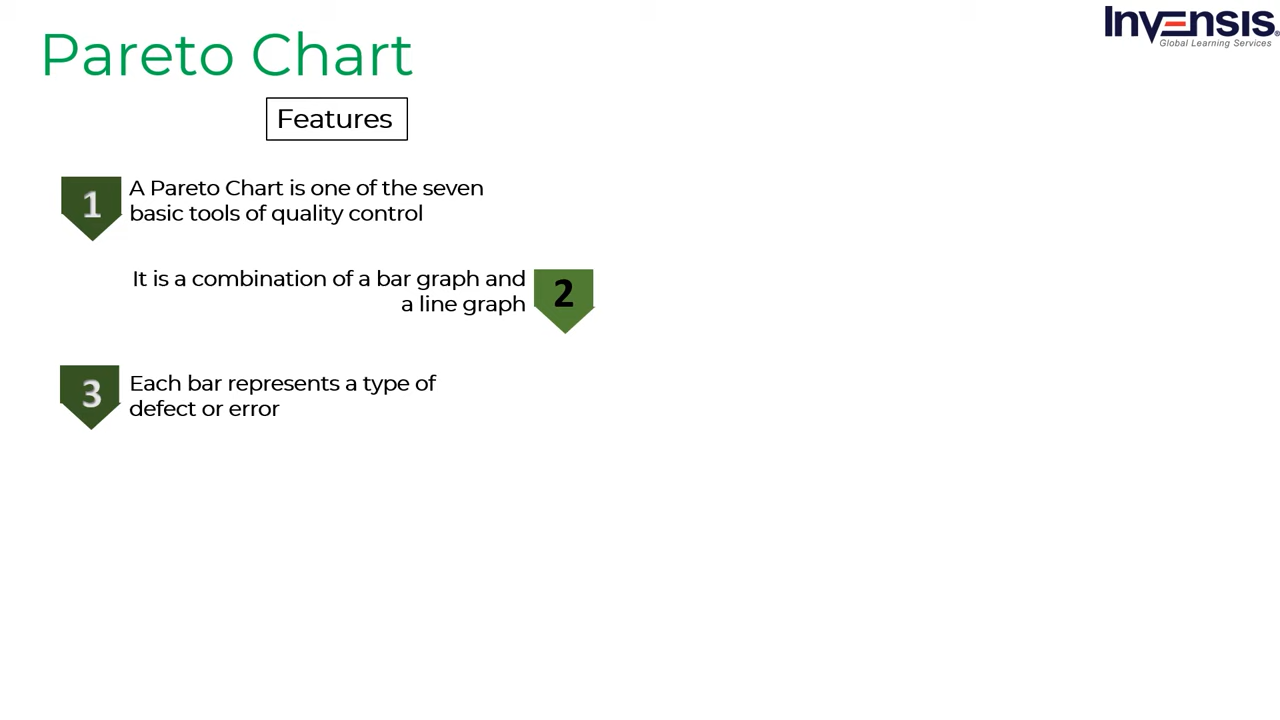 Pareto Chart
Invensis
Global Learning Services
Features
1
A Pareto Chart is one of the seven
basic tools of quality control
It is a combination of a bar graph and
a line graph
2
3
Each bar represents a type of
defect or error